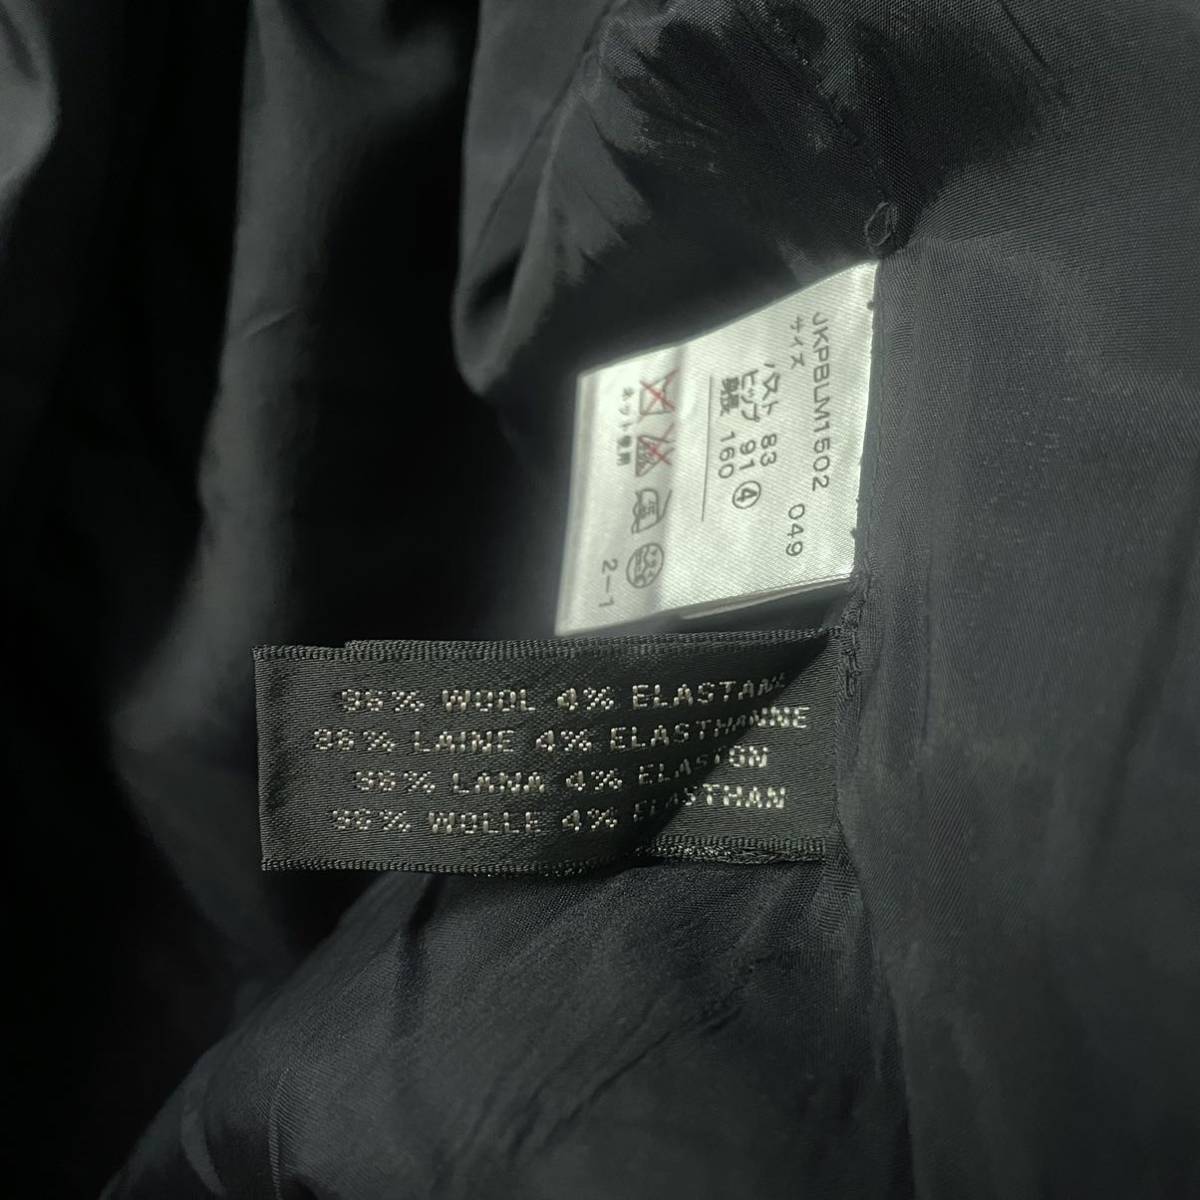 JKPBLM1502 049
サイズ
バスト 83
ヒップ 91 ④
身長 160
ネット使用
2-1
96% WOOL 4% ELASTANE
96% LAINE 4% ELASTHANNE
96% LANA 4% ELASTON
96% WOLLE 4% ELASTHAN